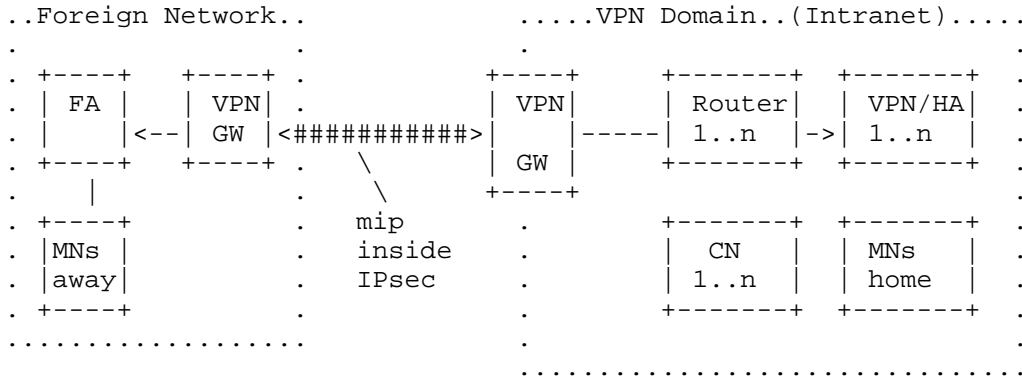 ..Foreign Network..             .....VPN Domain..(Intranet).....
.                 .             .                              .
. +----+   +----+ .           +----+     +-------+  +-------+  .
. | FA |   | VPN| .           | VPN|     | Router|  | VPN/HA|  .
. |    |<--| GW |<###########>|    |-----| 1..n  |->| 1..n  |  .
. +----+   +----+ .   \       | GW |     +-------+  +-------+  .
.    |            .    \      +----+                           .
. +----+          .   mip       .        +-------+  +-------+  .
. |MNs |          .   inside    .        |  CN   |  | MNs   |  .
. |away|          .   IPsec     .        | 1..n  |  | home  |  .
. +----+          .             .        +-------+  +-------+  .
...................             .                              .
                                ................................